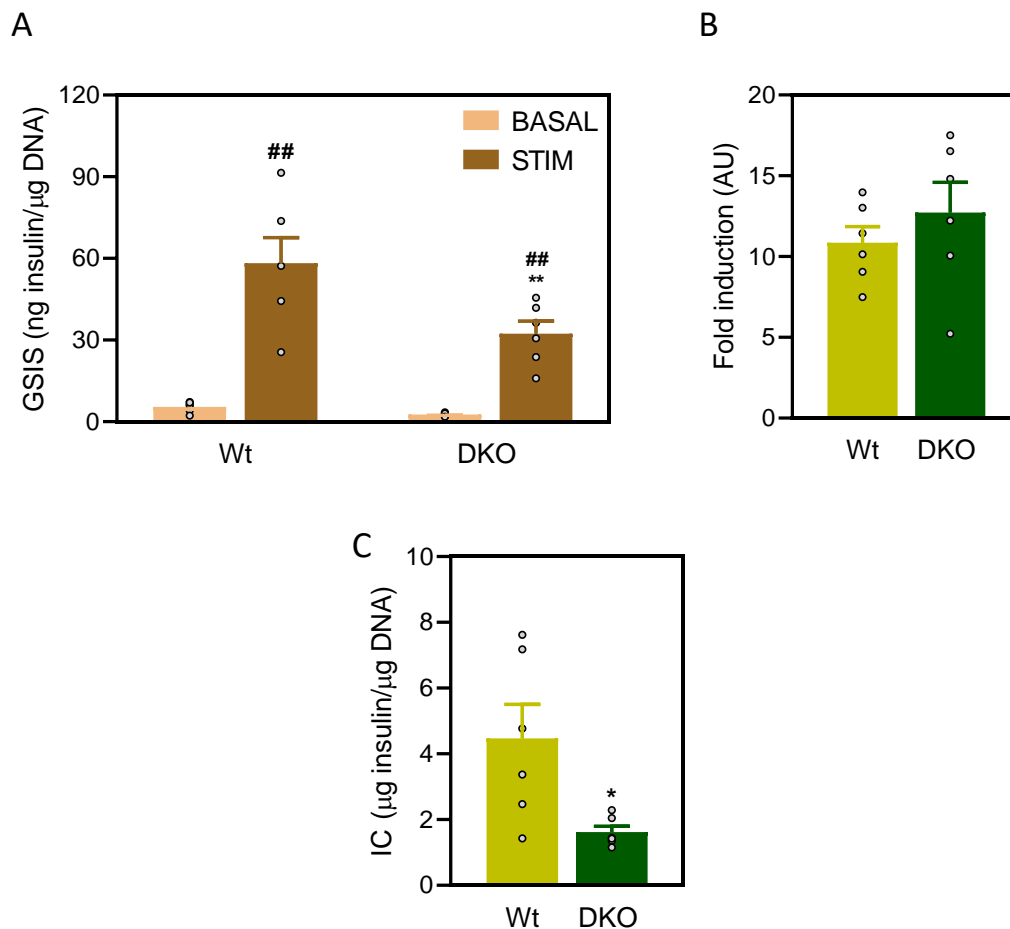 A
GSIS (ng insulin/μg DNA)
120
90
60
30
0
BASAL
STIM
##
##
**
Wt
DKO
B
Fold induction (AU)
20
15
10
5
0
Wt
DKO
C
IC (μg insulin/μg DNA)
10
8
6
4
2
0
*
Wt
DKO